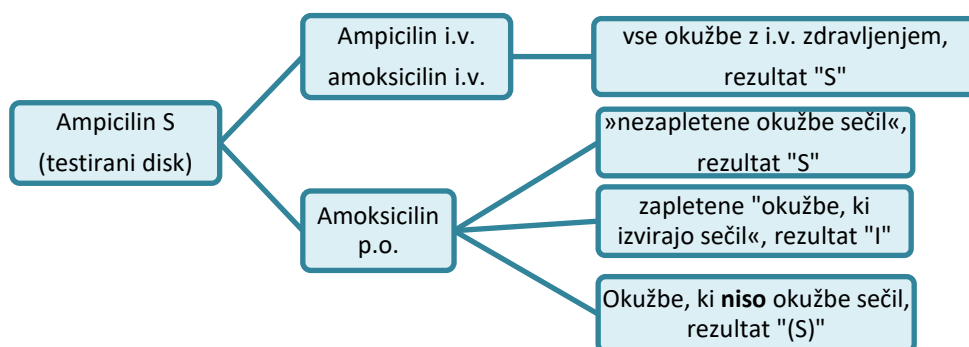 Ampicilin S
(testirani disk)
Ampicilin i.v.
amoksicilin i.v.
vse okužbe z i.v. zdravljenjem,
rezultat "S"
Amoksicilin
p.o.
»nezapletene okužbe sečil«,
rezultat "S"
zapletene "okužbe, ki
izvirajo sečil«, rezultat "I"
Okužbe, ki niso okužbe sečil,
rezultat "(S)"